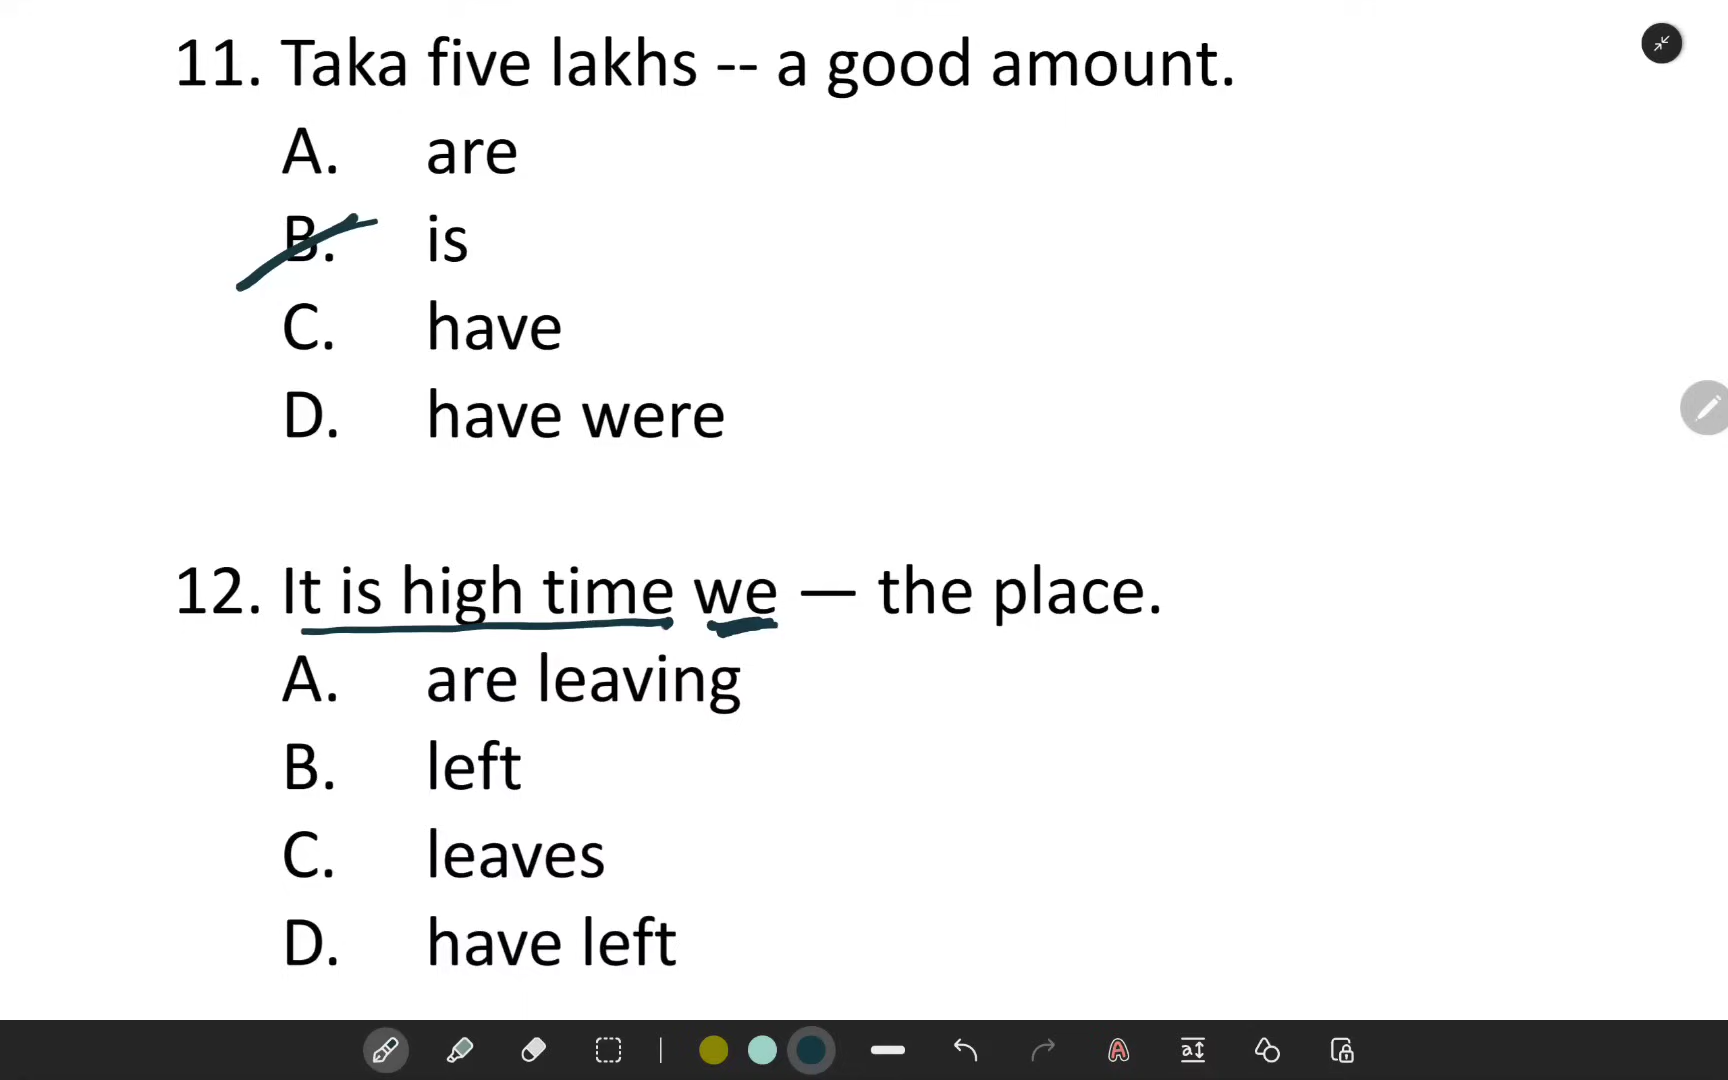 11. Taka five lakhs -- a good amount.
A. are
B. is
C. have
D. have were
12. It is high time we — the place.
A. are leaving
B. left
C. leaves
D. have left